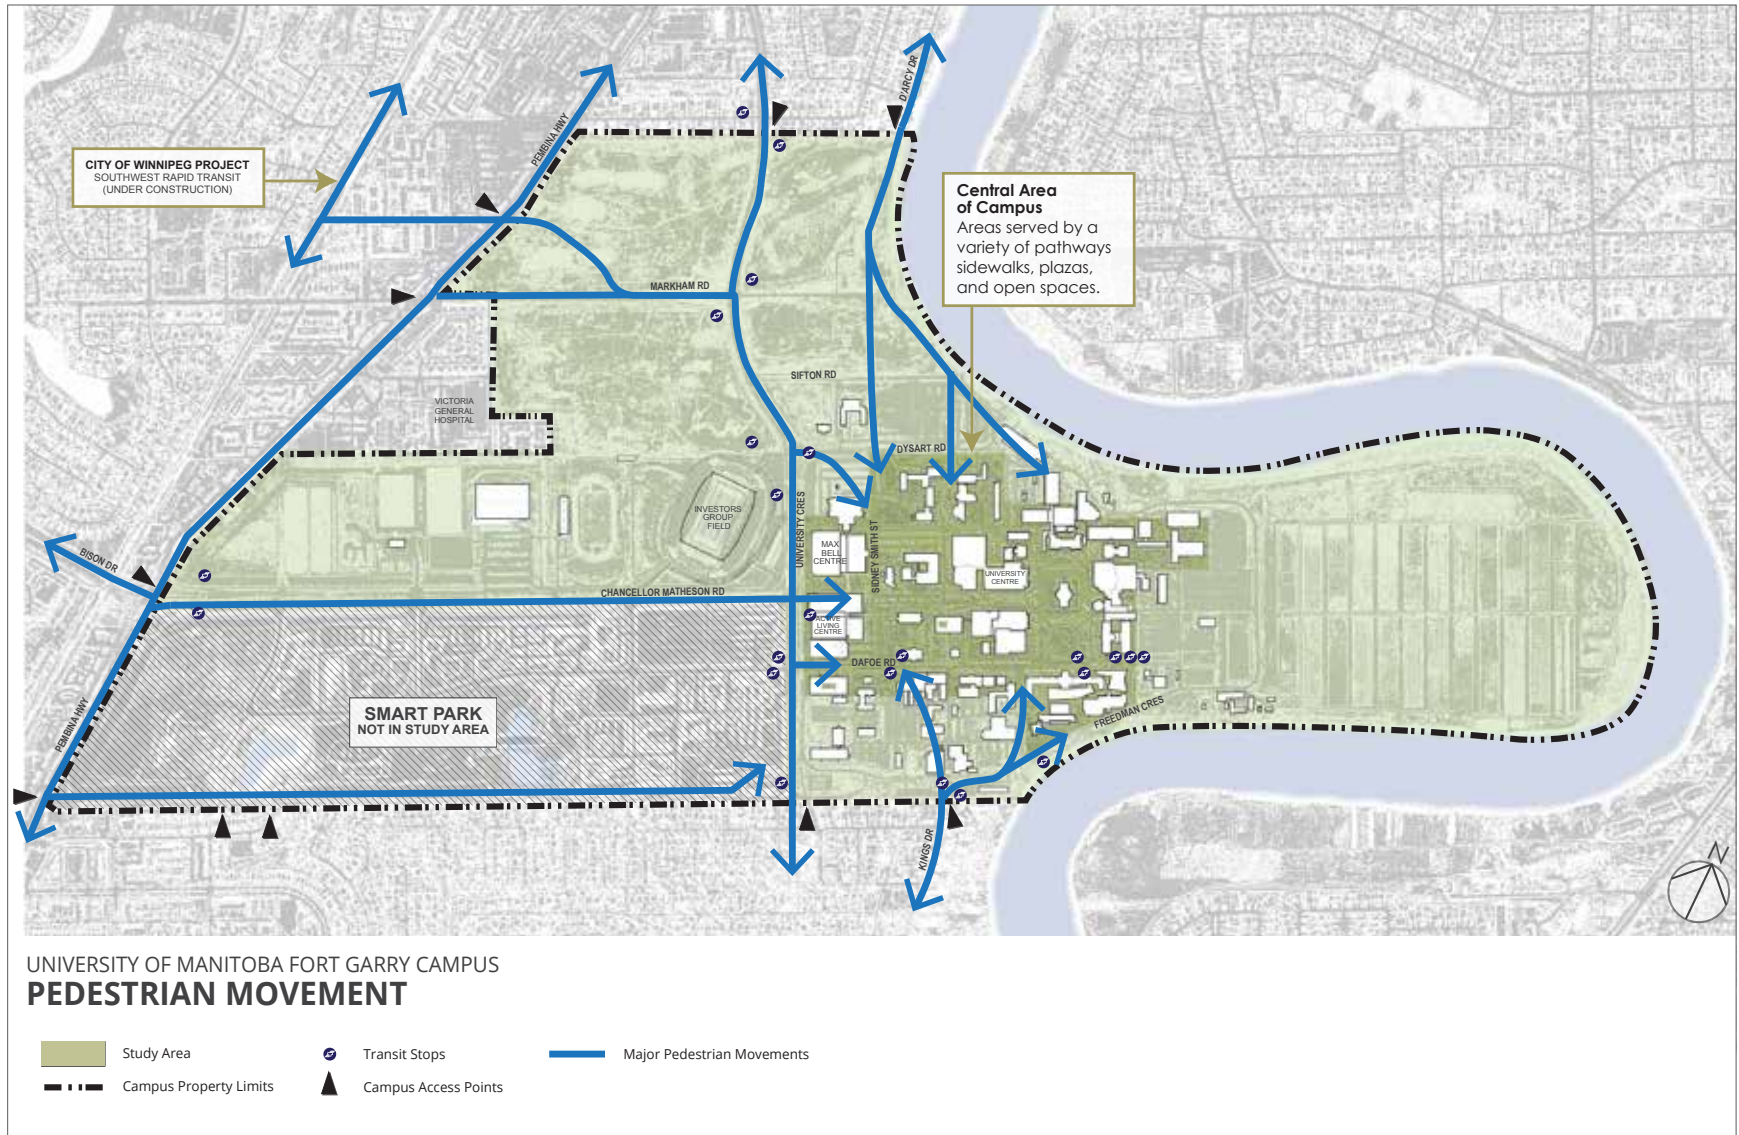 D'ARCY DR
PEMBINA HWY
CITY OF WINNIPEG PROJECT
SOUTHWEST RAPID TRANSIT
(UNDER CONSTRUCTION)
Central Area
of Campus
Areas served by a
variety of pathways
sidewalks, plazas,
and open spaces.
MARKHAM RD
SIFTON RD
VICTORIA
GENERAL
HOSPITAL
DYSART RD
INVESTORS
GROUP
FIELD
UNIVERSITY CRES
SIDNEY SMITH ST
MAX
BELL
CENTRE
UNIVERSITY
CENTRE
BISON DR
CHANCELLOR MATHESON RD
ACTIVE
LIVING
CENTRE
DAFOE RD
PEMBINA HWY
SMART PARK
NOT IN STUDY AREA
FREEDMAN CRES
KINGS DR
N
UNIVERSITY OF MANITOBA FORT GARRY CAMPUS
PEDESTRIAN MOVEMENT
Study Area
Transit Stops
Major Pedestrian Movements
Campus Property Limits
Campus Access Points